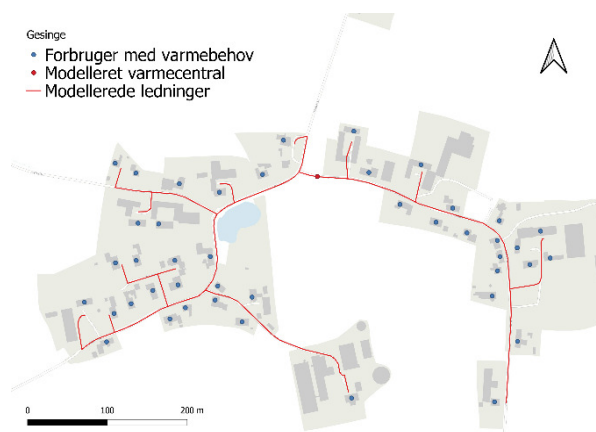 Gesinge
Forbruger med varmebehov
Modelleret varmecentral
Modellerede ledninger
0 100 200 m